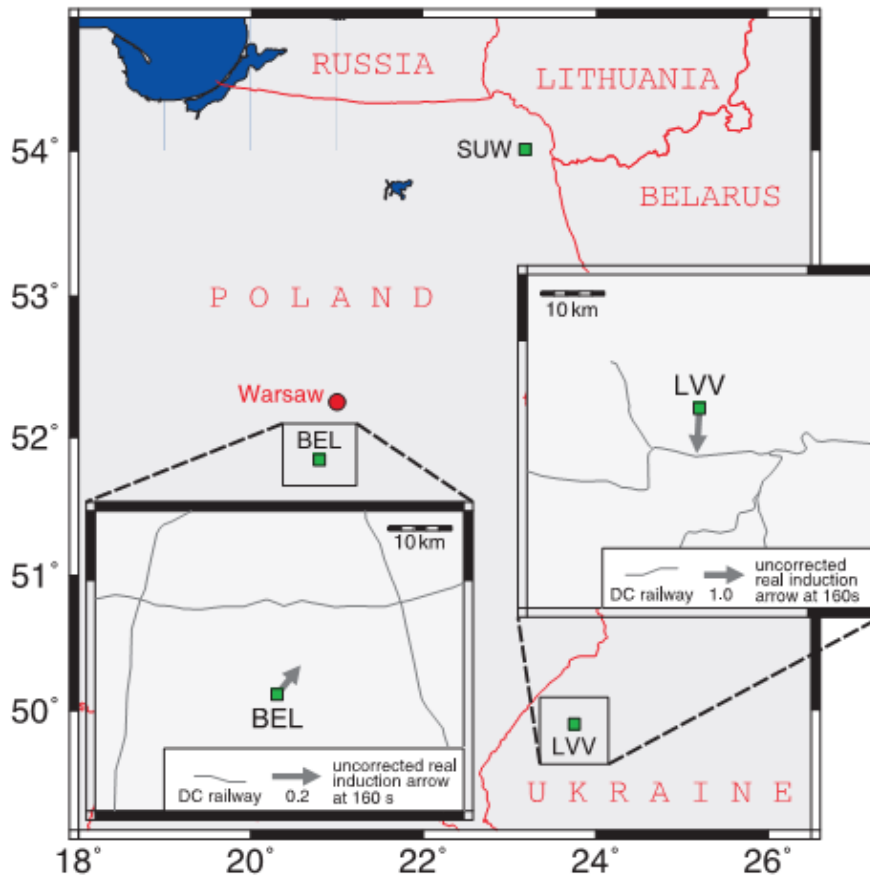 RUSSIA
LITHUANIA
54°
SUW
BELARUS
53°
POLAND
10 km
Warsaw
LVV
52°
BEL
10 km
51°
uncorrected
real induction
arrow at 160s
DC railway
1.0
50°
BEL
LVV
uncorrected real
induction arrow
at 160 s
DC railway
0.2
UKRAINE
18°
20°
22°
24°
26°